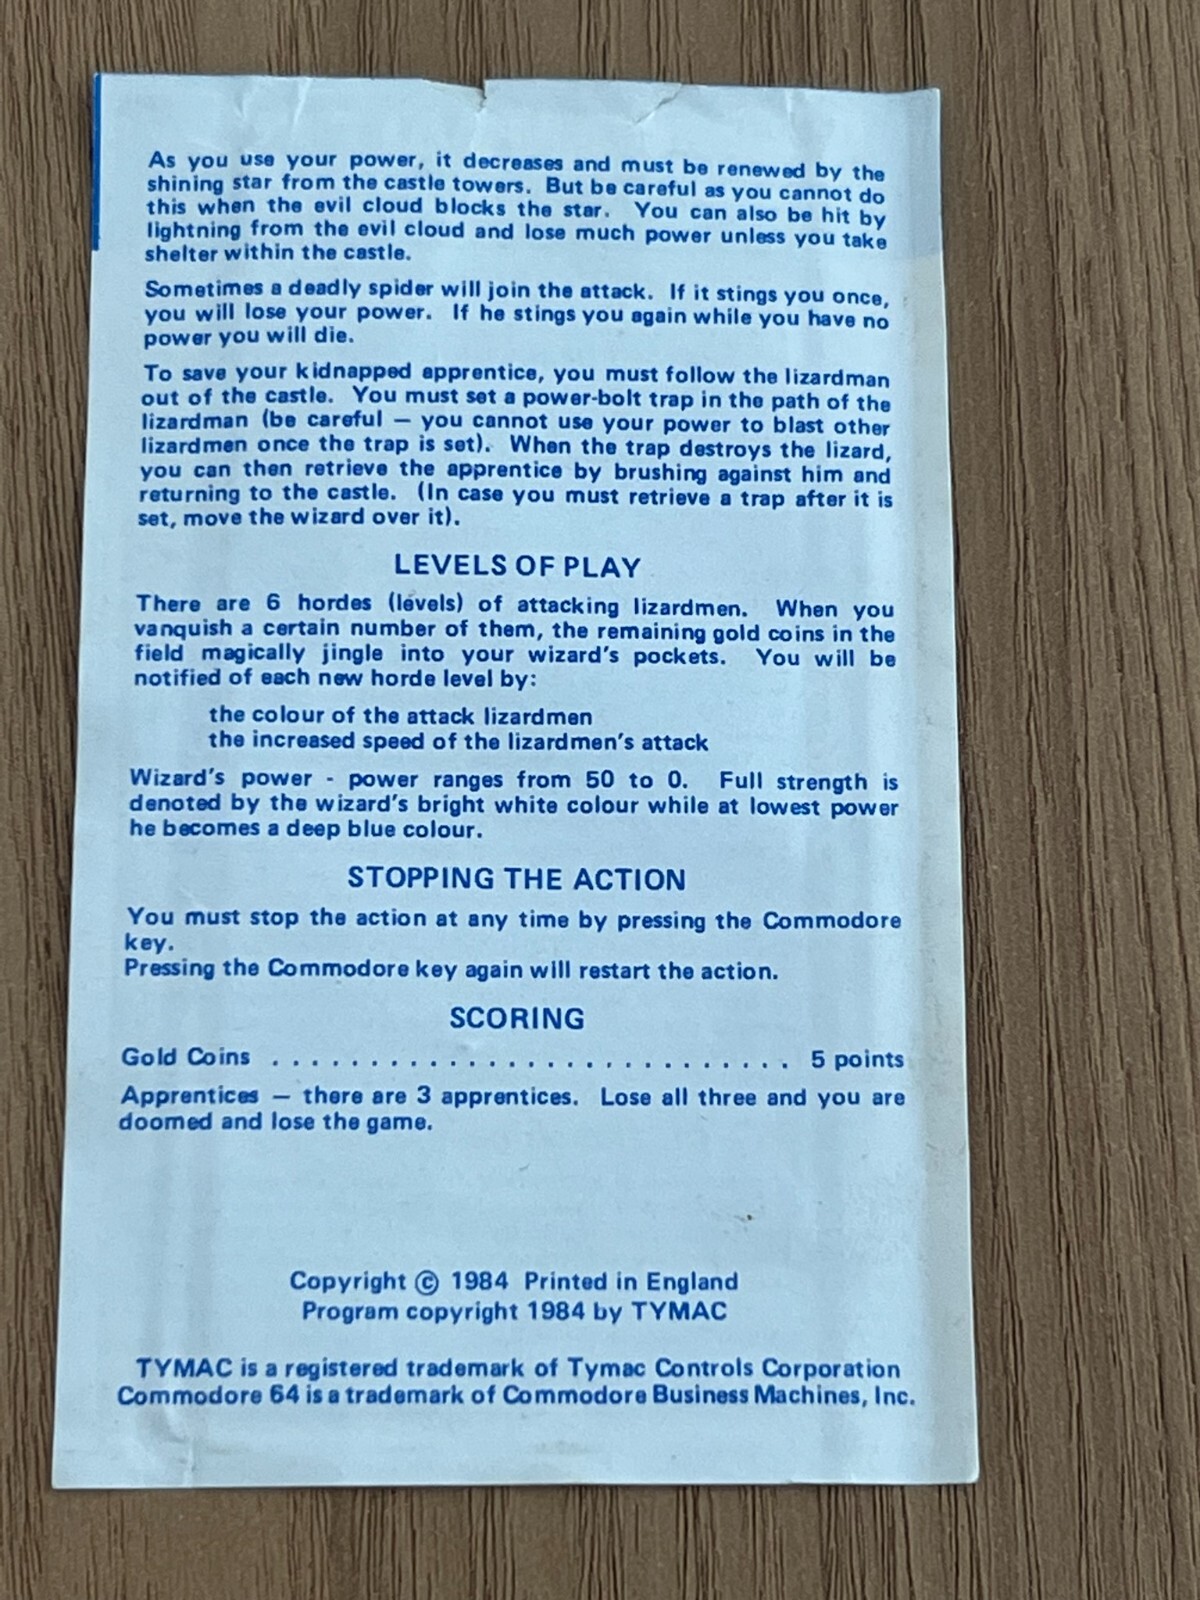 As you use your power, it decreases and must be renewed by the
shining star from the castle towers. But be careful as you cannot do
this when the evil cloud blocks the star. You can also be hit by
lightning from the evil cloud and lose much power unless you take
shelter within the castle.
Sometimes a deadly spider will join the attack. If it stings you once,
you will lose your power. If he stings you again while you have no
power you will die.
To save your kidnapped apprentice, you must follow the lizardman
out of the castle. You must set a power-bolt trap in the path of the
lizardman (be careful — you cannot use your power to blast other
lizardmen once the trap is set). When the trap destroys the lizard,
you can then retrieve the apprentice by brushing against him and
returning to the castle. (In case you must retrieve a trap after it is
set, move the wizard over it).
LEVELS OF PLAY
There are 6 hordes (levels) of attacking lizardmen. When you
vanquish a certain number of them, the remaining gold coins in the
field magically jingle into your wizard's pockets. You will be
notified of each new horde level by:
the colour of the attack lizardmen
the increased speed of the lizardmen's attack
Wizard's power - power ranges from 50 to 0. Full strength is
denoted by the wizard's bright white colour while at lowest power
he becomes a deep blue colour.
STOPPING THE ACTION
You must stop the action at any time by pressing the Commodore
key.
Pressing the Commodore key again will restart the action.
SCORING
Gold Coins . . . . . . . . . . . . . . . . . . . . . . . . . . . . 5 points
Apprentices — there are 3 apprentices. Lose all three and you are
doomed and lose the game.
Copyright © 1984 Printed in England
Program copyright 1984 by TYMAC
TYMAC is a registered trademark of Tymac Controls Corporation
Commodore 64 is a trademark of Commodore Business Machines, Inc.